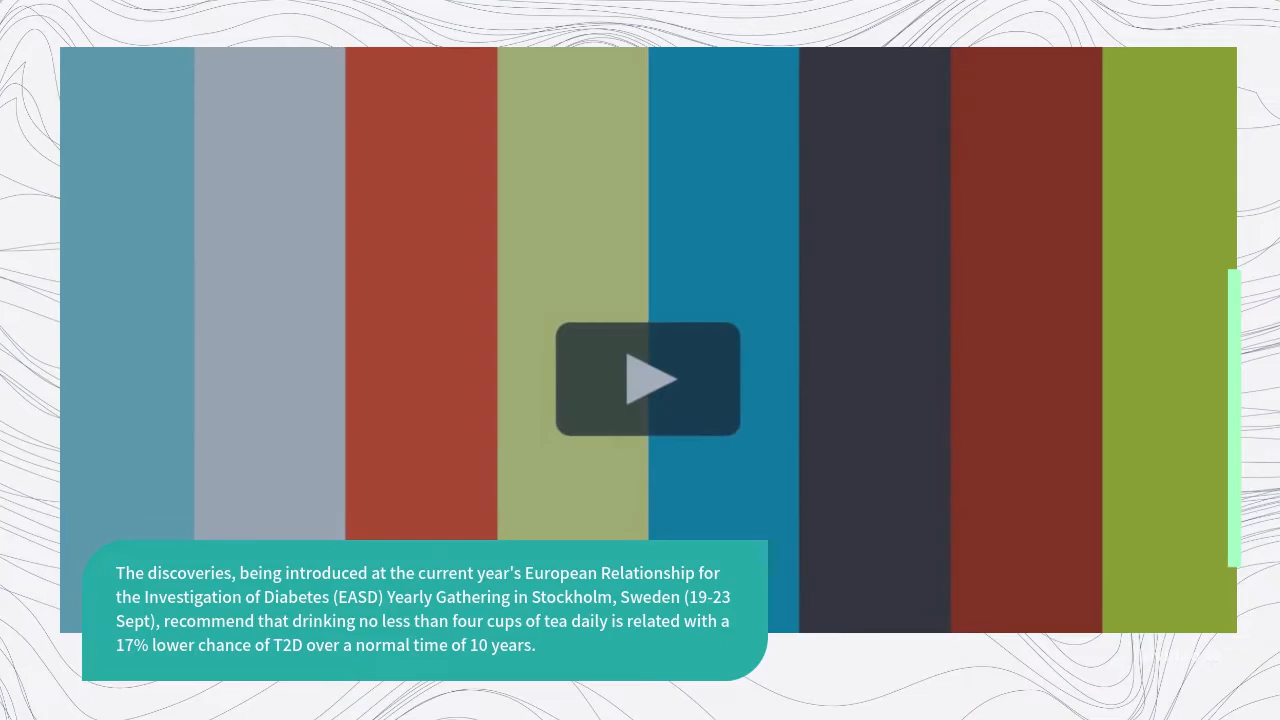 The discoveries, being introduced at the current year's European Relationship for
the Investigation of Diabetes (EASD) Yearly Gathering in Stockholm, Sweden (19-23
Sept), recommend that drinking no less than four cups of tea daily is related with a
17% lower chance of T2D over a normal time of 10 years.